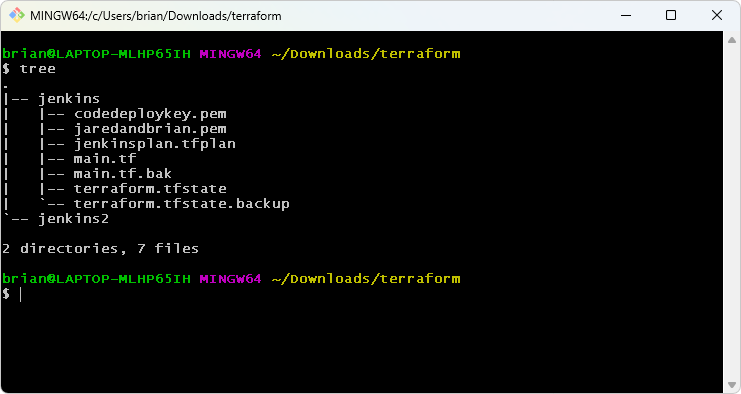 MINGW64:/c/Users/brian/Downloads/terraform
brian@LAPTOP-MLHP65IH MINGW64 ~/Downloads/terraform
$ tree
.
|-- jenkins
|   |-- codedeploykey.pem
|   |-- jaredandbrian.pem
|   |-- jenkinsplan.tfplan
|   |-- main.tf
|   |-- main.tf.bak
|   |-- terraform.tfstate
|   `-- terraform.tfstate.backup
`-- jenkins2
2 directories, 7 files
brian@LAPTOP-MLHP65IH MINGW64 ~/Downloads/terraform
$